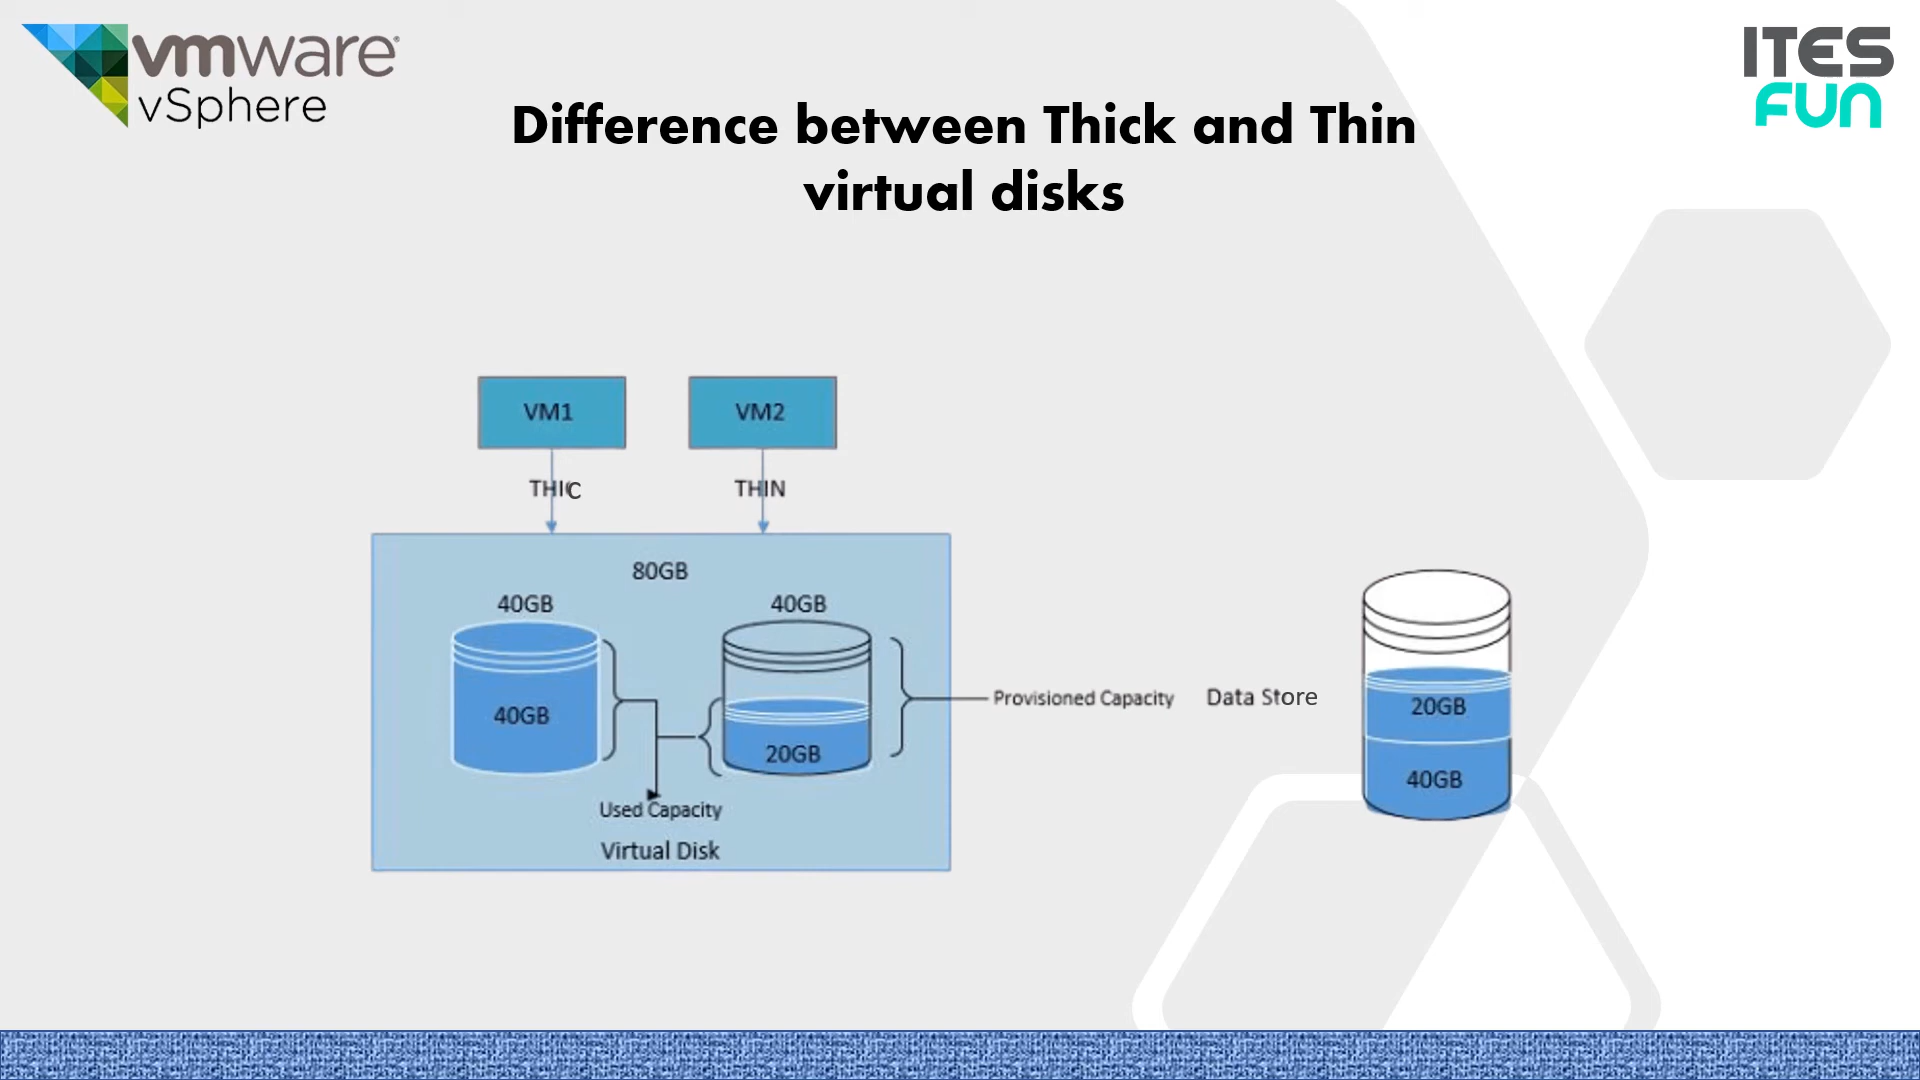 vmware
vSphere
ITES
FUN
Difference between Thick and Thin
virtual disks
VM1
VM2
THIC
THIN
80GB
40GB
40GB
40GB
20GB
Provisioned Capacity
Data Store
20GB
40GB
Used Capacity
Virtual Disk